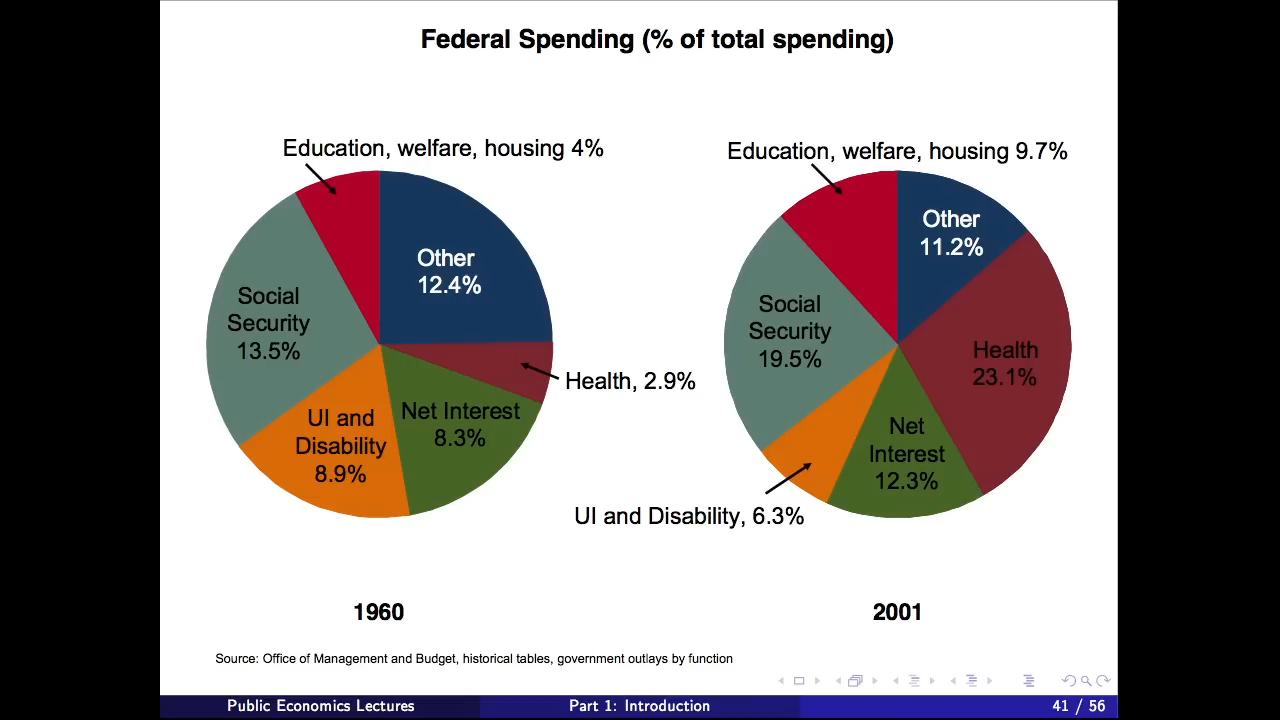 Federal Spending (% of total spending)
Education, welfare, housing 4%
Other
12.4%
Social
Security
13.5%
Health, 2.9%
UI and
Disability
8.9%
Net Interest
8.3%
1960
Education, welfare, housing 9.7%
Other
11.2%
Social
Security
19.5%
Health
23.1%
Net
Interest
12.3%
UI and Disability, 6.3%
2001
Source: Office of Management and Budget, historical tables, government outlays by function
Public Economics Lectures
Part 1: Introduction
41 / 56